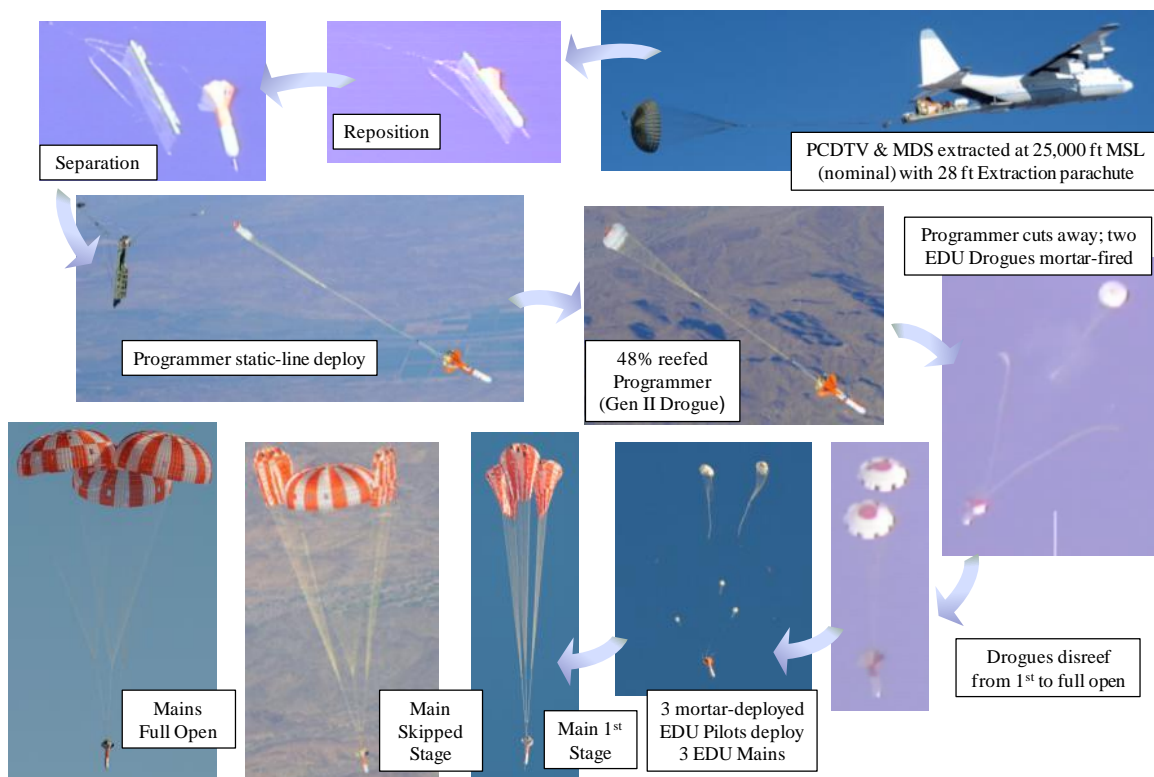 PCDTV & MDS extracted at 25,000 ft MSL
(nominal) with 28 ft Extraction parachute
Reposition
Separation
Programmer static-line deploy
48% reefed
Programmer
(Gen II Drogue)
Programmer cuts away; two
EDU Drogues mortar-fired
Drogues disreef
from 1st to full open
3 mortar-deployed
EDU Pilots deploy
3 EDU Mains
Main 1st
Stage
Main
Skipped
Stage
Mains
Full Open